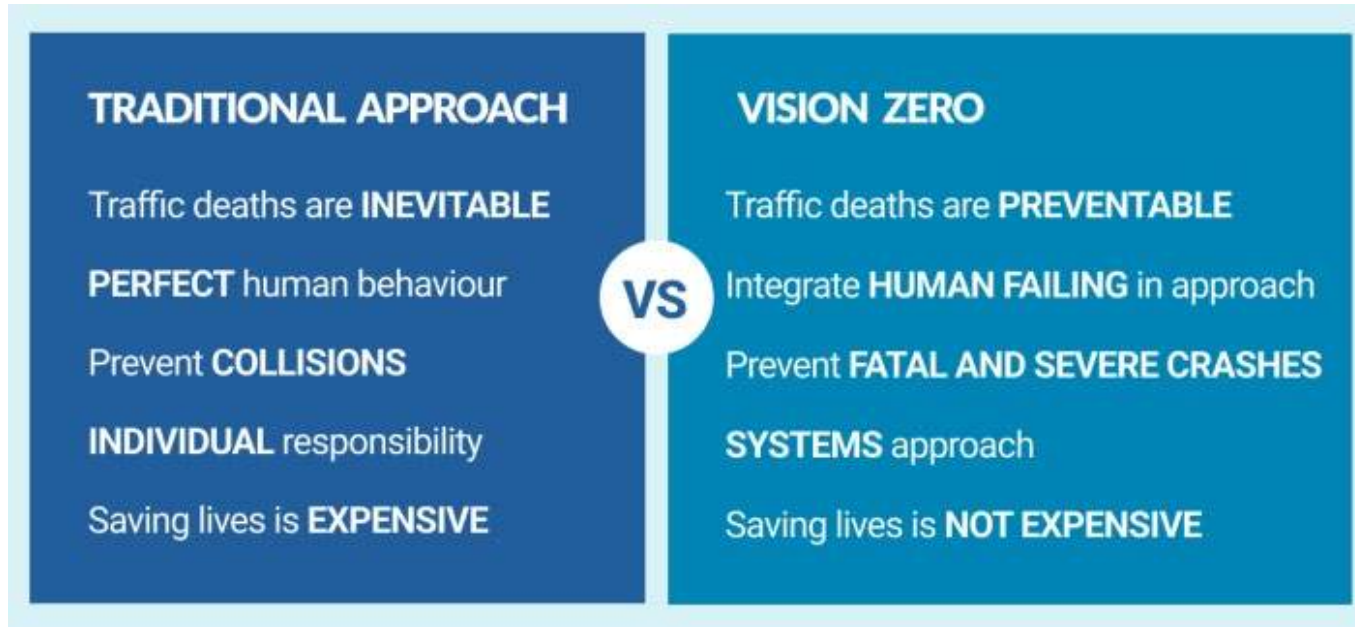 TRADITIONAL APPROACH
Traffic deaths are INEVITABLE
PERFECT human behaviour
Prevent COLLISIONS
INDIVIDUAL responsibility
Saving lives is EXPENSIVE
VS
VISION ZERO
Traffic deaths are PREVENTABLE
Integrate HUMAN FAILING in approach
Prevent FATAL AND SEVERE CRASHES
SYSTEMS approach
Saving lives is NOT EXPENSIVE